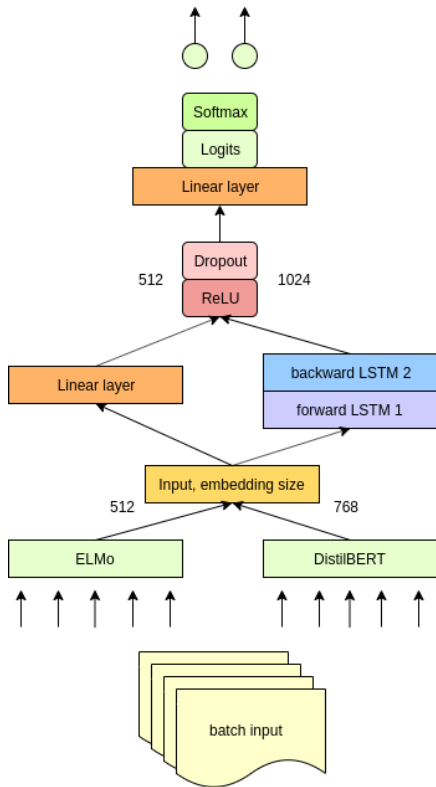 Softmax
Logits
Linear layer
Dropout
512
1024
ReLU
Linear layer
backward LSTM 2
forward LSTM 1
Input, embedding size
512
768
ELMo
DistilBERT
batch input